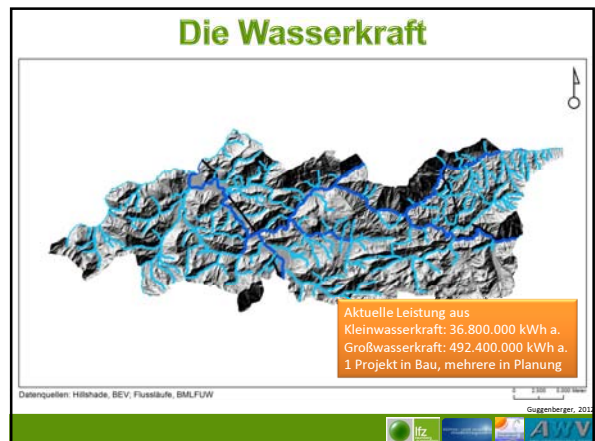 Die Wasserkraft
Aktuelle Leistung aus
Kleinwasserkraft: 36.800.000 kWh a.
Großwasserkraft: 492.400.000 kWh a.
1 Projekt in Bau, mehrere in Planung
Datenquellen: Hillshade, BEV; Flussläufe, BMLFUW
Guggenberger, 2012
lfz
AWV